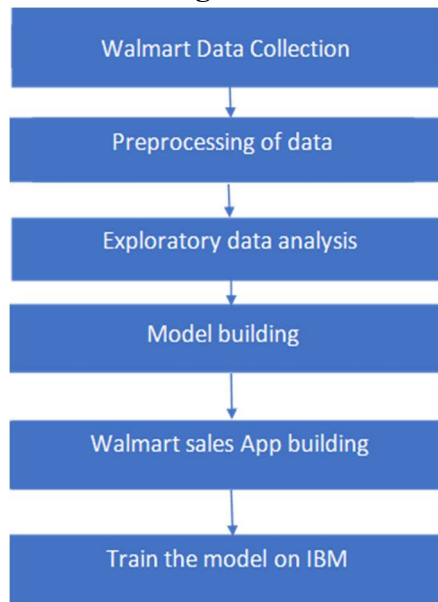 Walmart Data Collection
Preprocessing of data
Exploratory data analysis
Model building
Walmart sales App building
Train the model on IBM